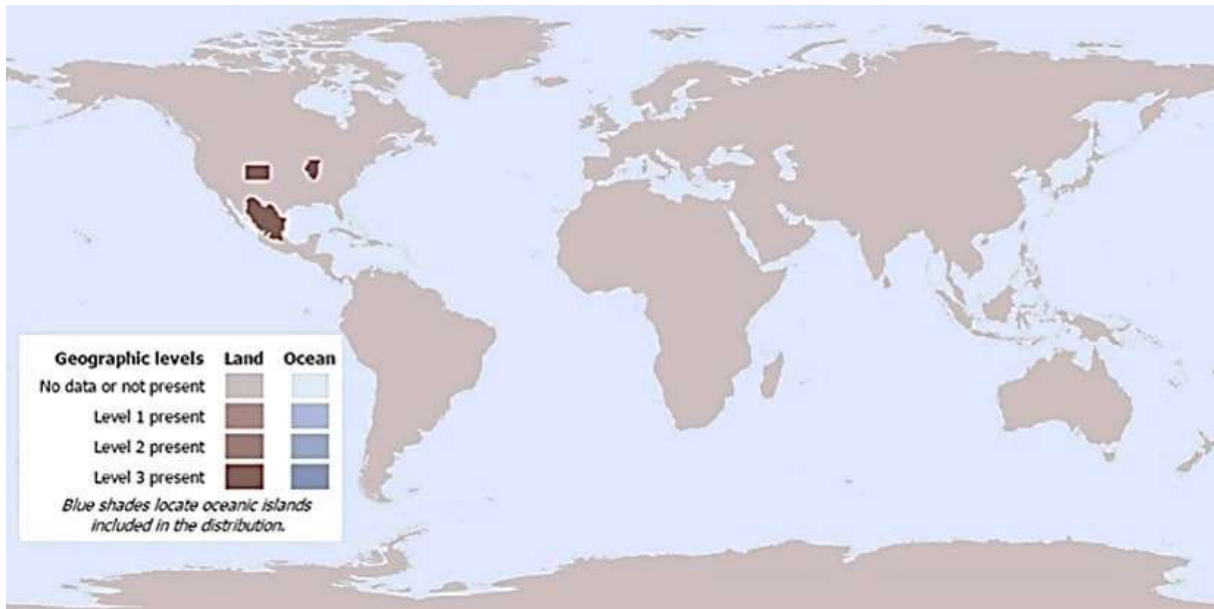 Geographic levels Land Ocean
No data or not present
Level 1 present
Level 2 present
Level 3 present
Blue shades locate oceanic islands
included in the distribution.